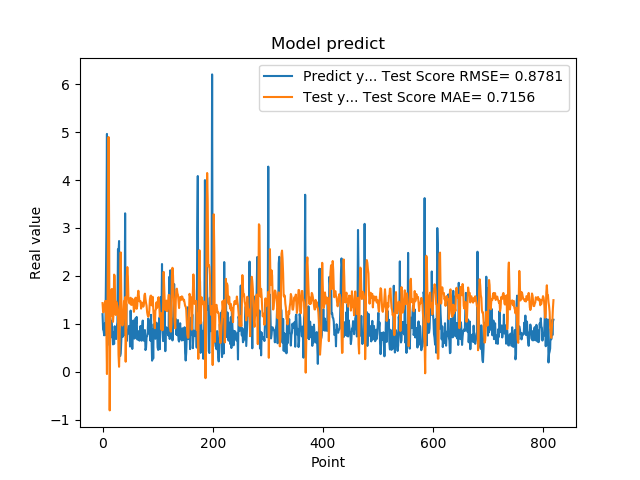 Model predict
Predict y... Test Score RMSE= 0.8781
Test y... Test Score MAE= 0.7156
Real value
6
5
4
3
2
1
0
−1
0 200 400 600 800
Point